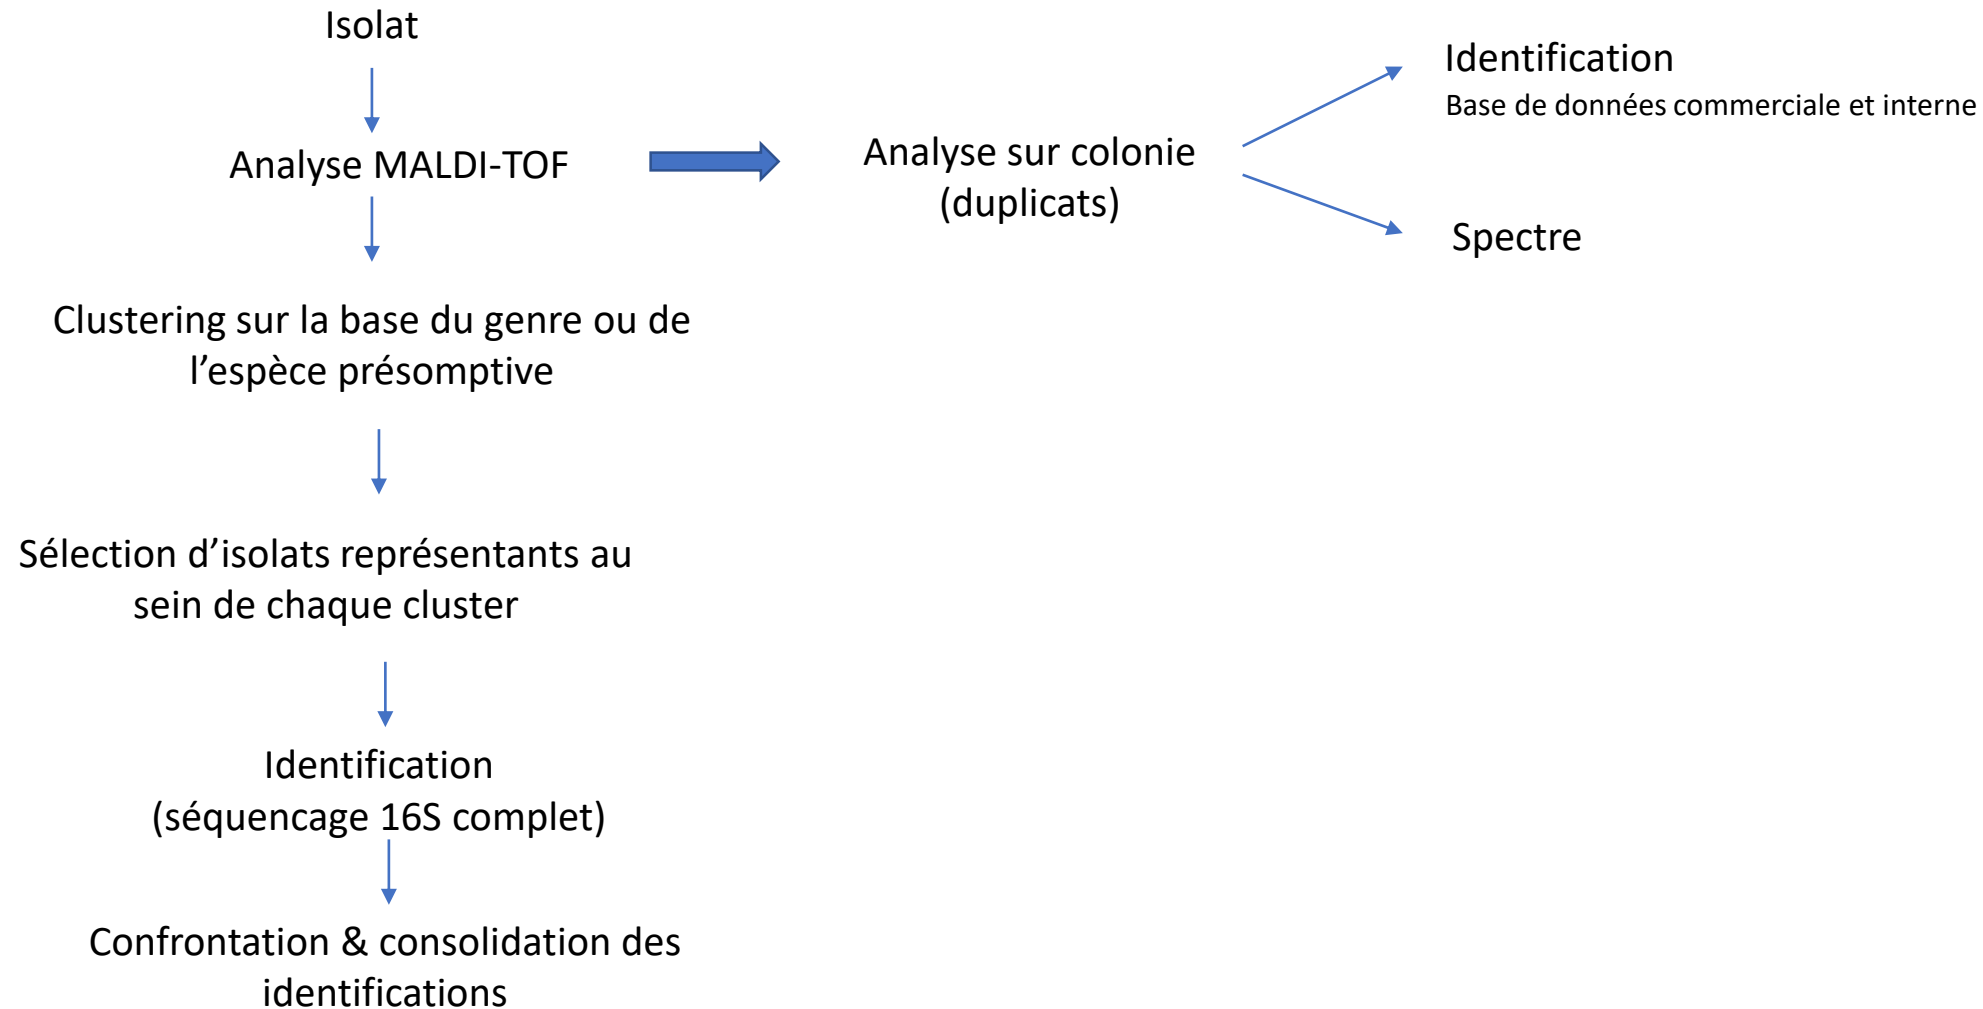 Isolat
Analyse MALDI-TOF
Clustering sur la base du genre ou de
l’espèce présomptive
Sélection d’isolats représentants au
sein de chaque cluster
Identification
(séquencage 16S complet)
Confrontation & consolidation des
identifications
Analyse sur colonie
(duplicats)
Identification
Base de données commerciale et interne
Spectre